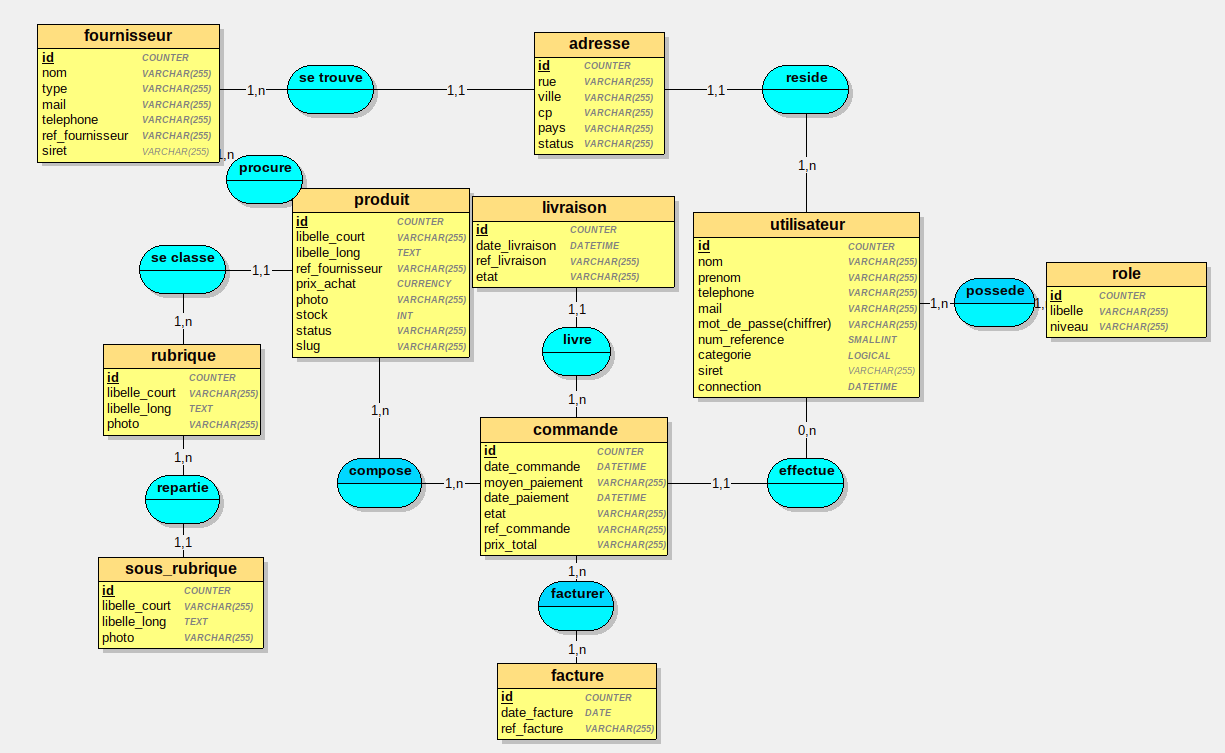 fournisseur
id COUNTER
nom VARCHAR(255)
type VARCHAR(255)
mail VARCHAR(255)
telephone VARCHAR(255)
ref_fournisseur VARCHAR(255)
siret VARCHAR(255)
1,n
se trouve
1,1
adresse
id COUNTER
rue VARCHAR(255)
ville VARCHAR(255)
cp VARCHAR(255)
pays VARCHAR(255)
status VARCHAR(255)
1,1
reside
1,n
1,n
procure
produit
id COUNTER
libelle_court VARCHAR(255)
libelle_long TEXT
ref_fournisseur VARCHAR(255)
prix_achat CURRENCY
photo VARCHAR(255)
stock INT
status VARCHAR(255)
slug VARCHAR(255)
livraison
id COUNTER
date_livraison DATETIME
ref_livraison VARCHAR(255)
etat VARCHAR(255)
utilisateur
id COUNTER
nom VARCHAR(255)
prenom VARCHAR(255)
telephone VARCHAR(255)
mail VARCHAR(255)
mot_de_passe(chiffrer) VARCHAR(255)
num_reference SMALLINT
categorie LOGICAL
siret VARCHAR(255)
connection DATETIME
1,n
possede
1,
role
id COUNTER
libelle VARCHAR(255)
niveau VARCHAR(255)
se classe
1,1
1,n
1,1
livre
1,n
rubrique
id COUNTER
libelle_court VARCHAR(255)
libelle_long TEXT
photo VARCHAR(255)
1,n
repartie
1,1
1,n
compose
1,n
commande
id COUNTER
date_commande DATETIME
moyen_paiement VARCHAR(255)
date_paiement DATETIME
etat VARCHAR(255)
ref_commande VARCHAR(255)
prix_total VARCHAR(255)
1,1
effectue
0,n
sous_rubrique
id COUNTER
libelle_court VARCHAR(255)
libelle_long TEXT
photo VARCHAR(255)
1,n
facturer
1,n
facture
id COUNTER
date_facture DATE
ref_facture VARCHAR(255)